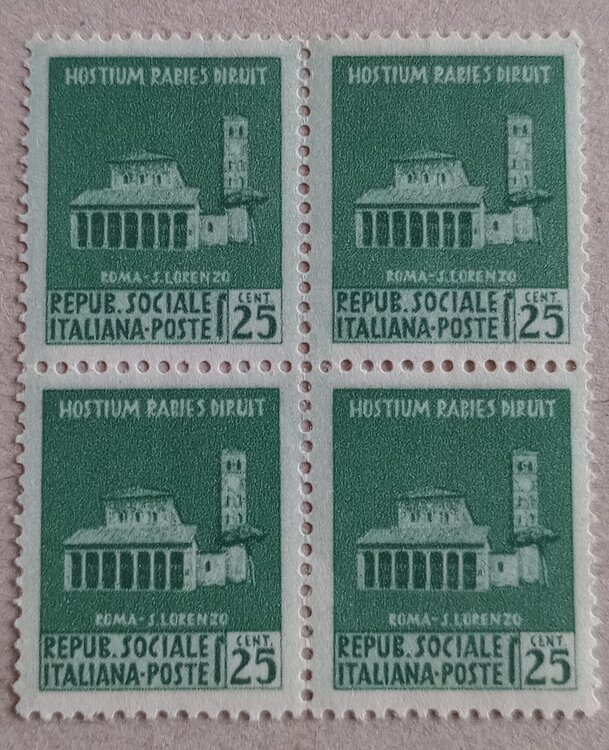 HOSTIUM RABIES DIRUIT
ROMA-S.LORENZO
REPUB. SOCIALE
ITALIANA·POSTE
CENT.
25
HOSTIUM RABIES DIRUIT
ROMA-S.LORENZO
REPUB. SOCIALE
ITALIANA·POSTE
CENT.
25
HOSTIUM RABIES DIRUIT
ROMA-S.LORENZO
REPUB. SOCIALE
ITALIANA·POSTE
CENT.
25
HOSTIUM RABIES DIRUIT
ROMA-S.LORENZO
REPUB. SOCIALE
ITALIANA·POSTE
CENT.
25